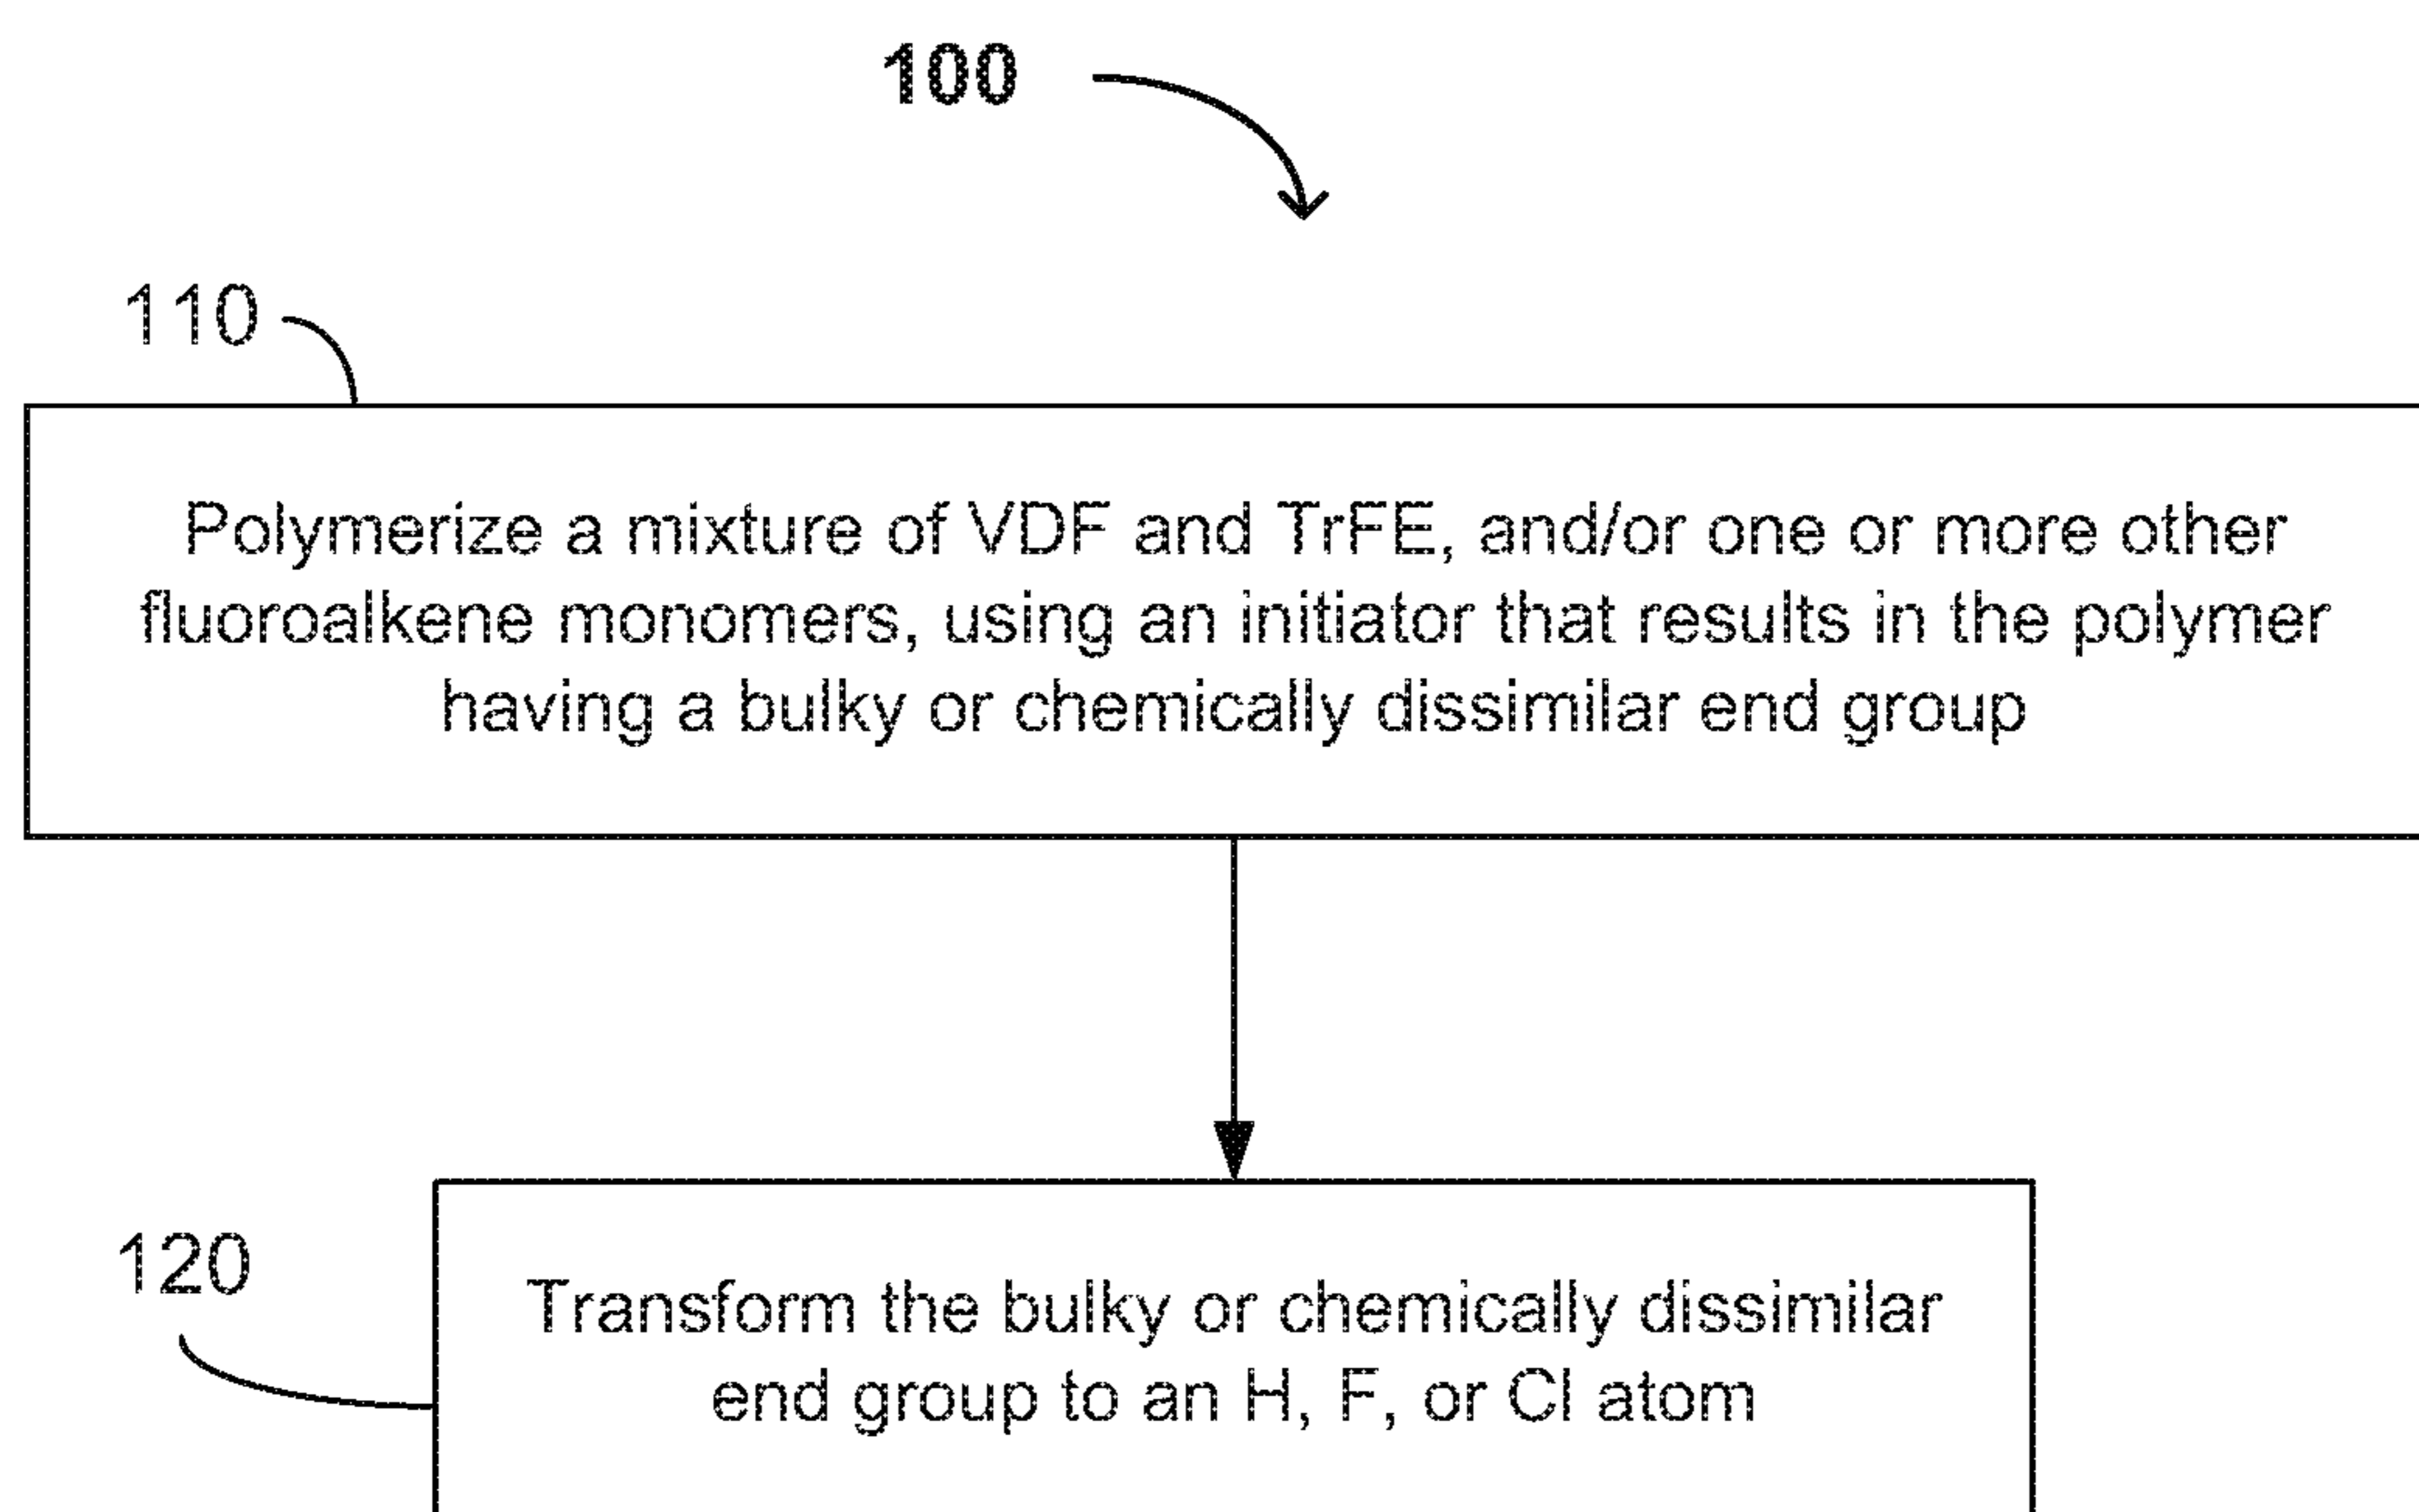 100
110
Polymerize a mixture of VDF and TrFE, and/or one or more other
fluoroalkene monomers, using an initiator that results in the polymer
having a bulky or chemically dissimilar end group
120
Transform the bulky or chemically dissimilar
end group to an H, F, or Cl atom